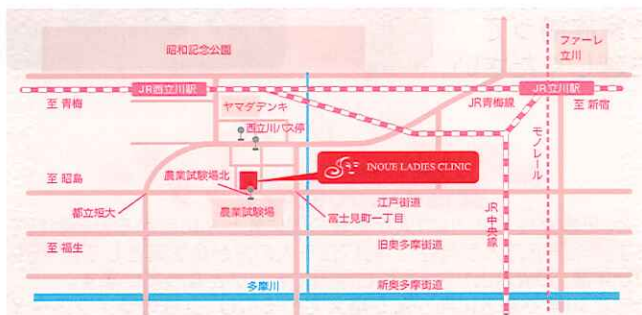 昭和記念公園
ファーレ
立川
JR西立川駅
JR立川駅
至 青梅
ヤマダデンキ
JR青梅線
至 新宿
西立川バス停
モノレール
INOUE LADIES CLINIC
至 昭島
農業試験場北
江戸街道
都立短大
農業試験場
富士見町一丁目
JR中央線
至 福生
旧奥多摩街道
多摩川
新奥多摩街道